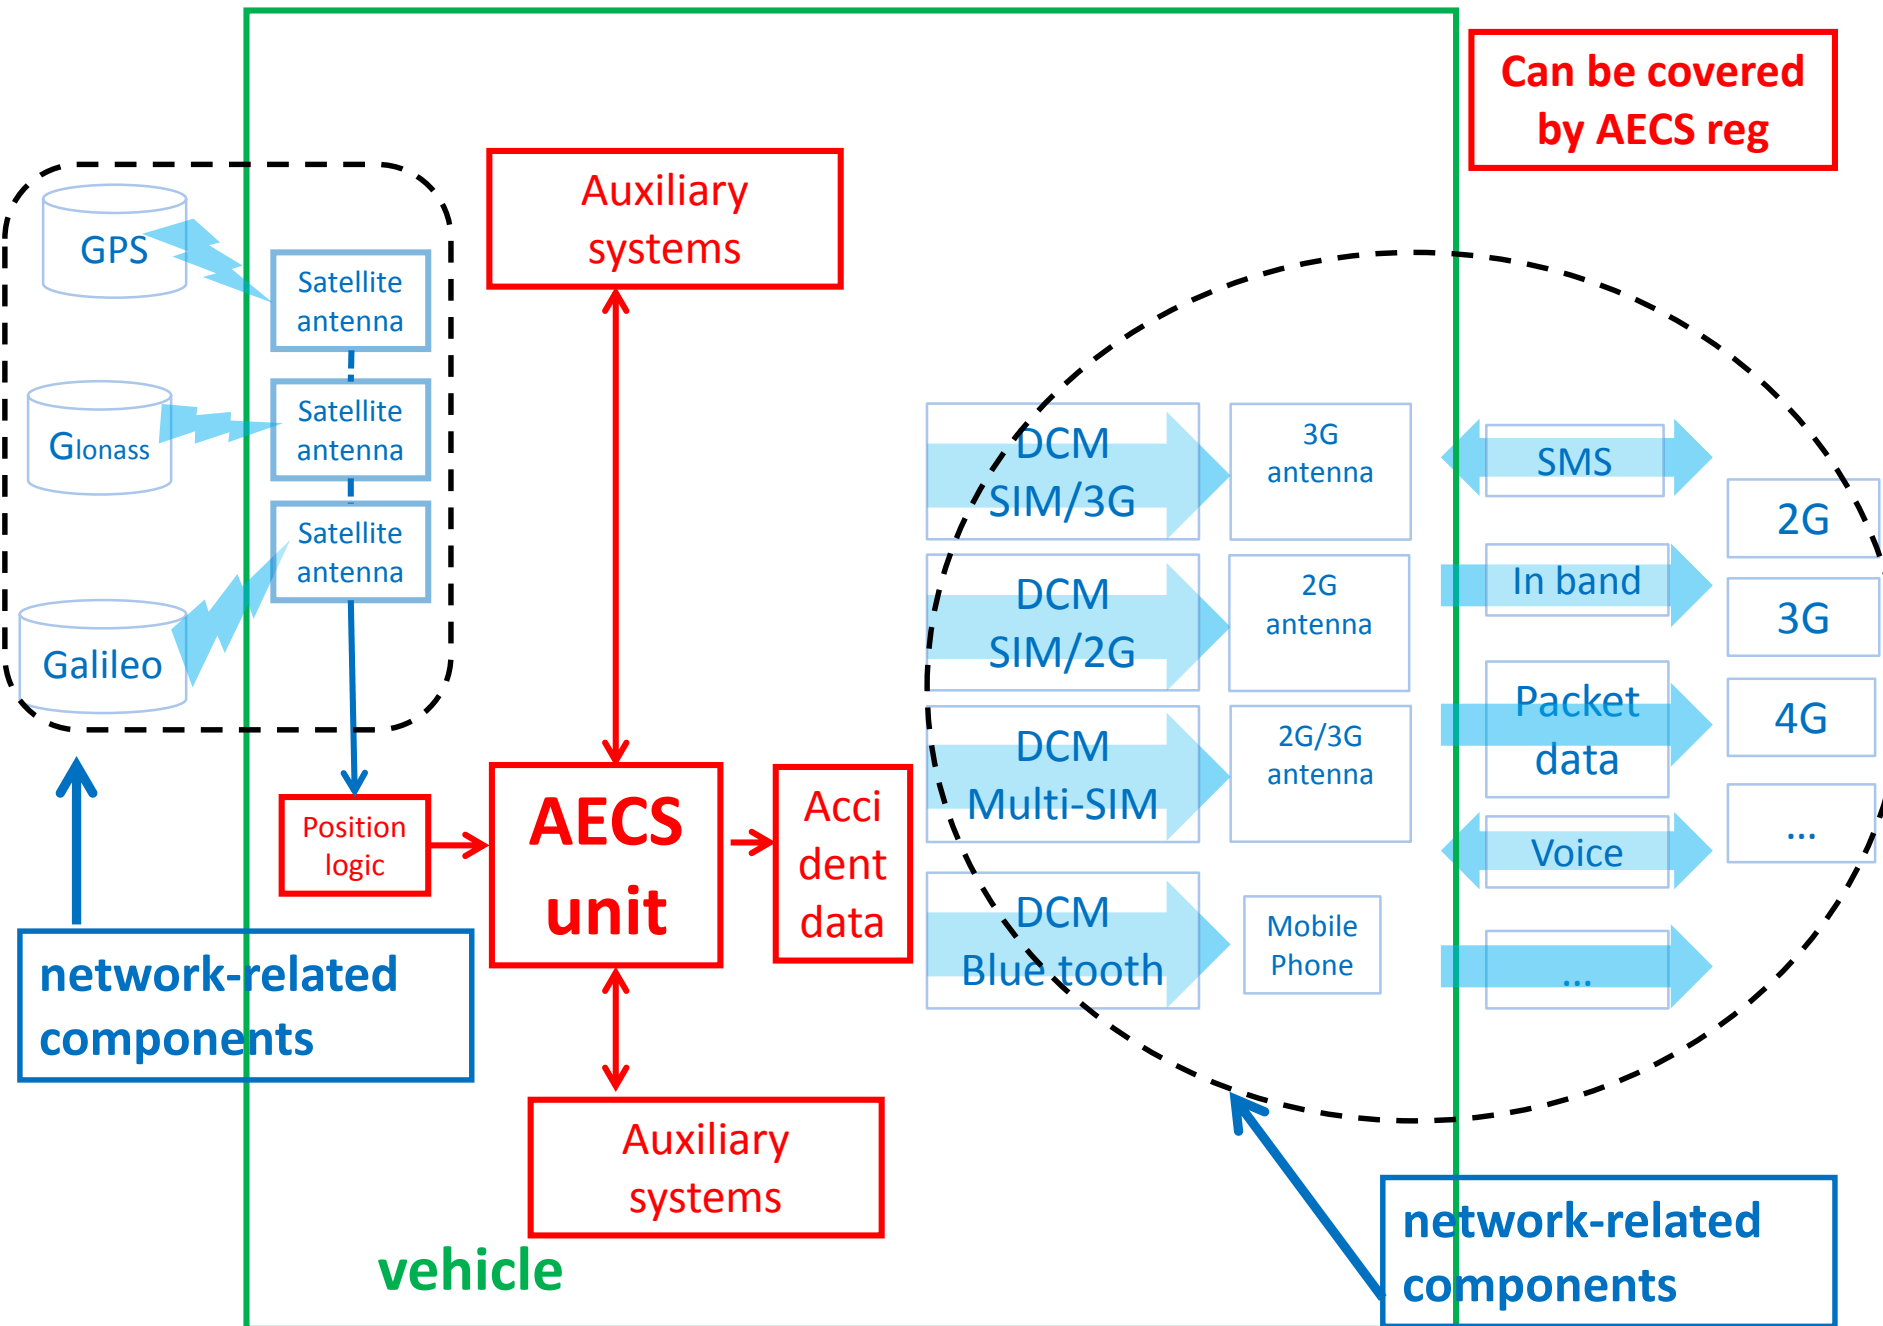 Can be covered
by AECS reg
Auxiliary
systems
GPS
Satellite
antenna
Glonass
Satellite
antenna
Satellite
antenna
Galileo
DCM
SIM/3G
3G
antenna
SMS
2G
DCM
SIM/2G
2G
antenna
In band
3G
DCM
Multi-SIM
2G/3G
antenna
Packet
data
4G
Position
logic
AECS
unit
Acci
dent
data
Voice
...
DCM
Blue tooth
Mobile
Phone
...
network-related
components
Auxiliary
systems
vehicle
network-related
components